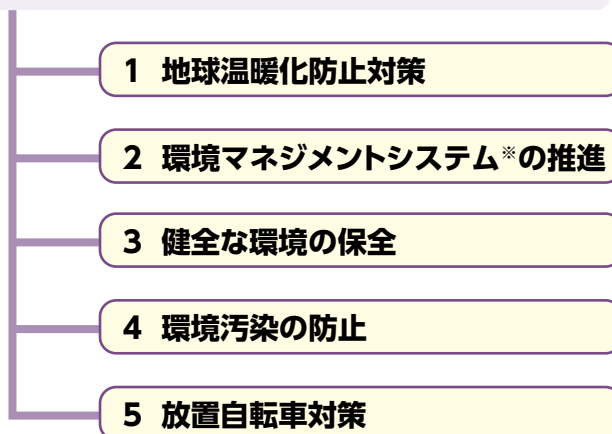 1 地球温暖化防止対策
2 環境マネジメントシステム※の推進
3 健全な環境の保全
4 環境汚染の防止
5 放置自転車対策